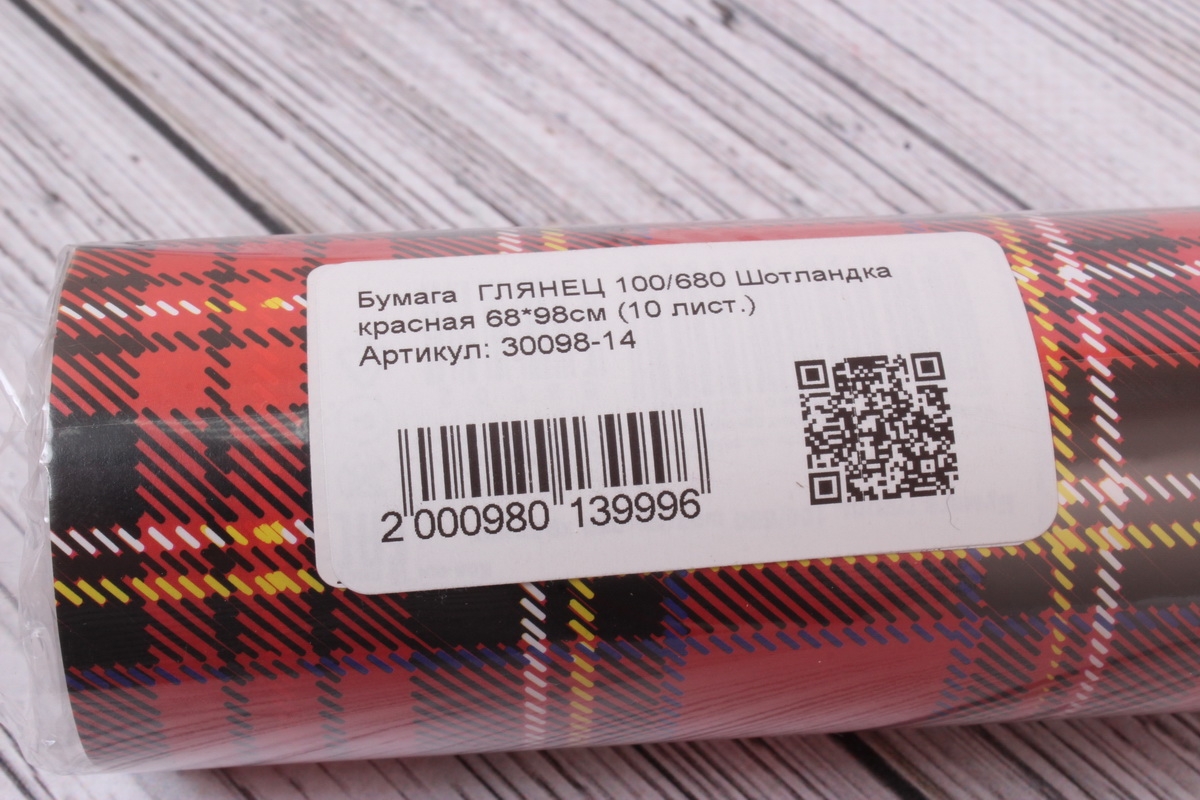 Бумага ГЛЯНЕЦ 100/680 Шотландка
красная 68*98см (10 лист.)
Артикул: 30098-14
2 000980 139996